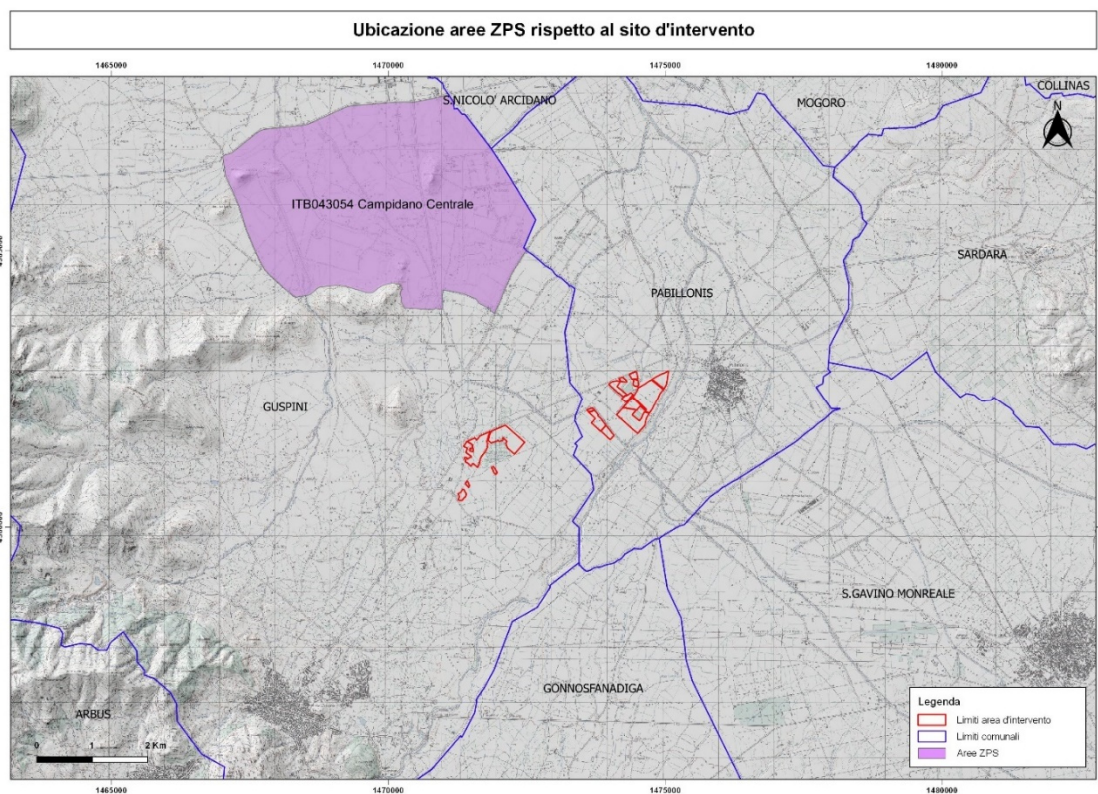 Ubicazione aree ZPS rispetto al sito d'intervento
1465000 1470000 1475000 1480000
COLLINAS
S.NICOLO' ARCIDANO
MOGORO
N
ITB043054 Campidano Centrale
SARDARA
PABILLONIS
GUSPINI
S.GAVINO MONREALE
GONNOSFANADIGA
ARBUS
Legenda
Limiti area d'intervento
Limiti comunali
Aree ZPS
0 1 2 Km
1465000 1470000 1475000 1480000